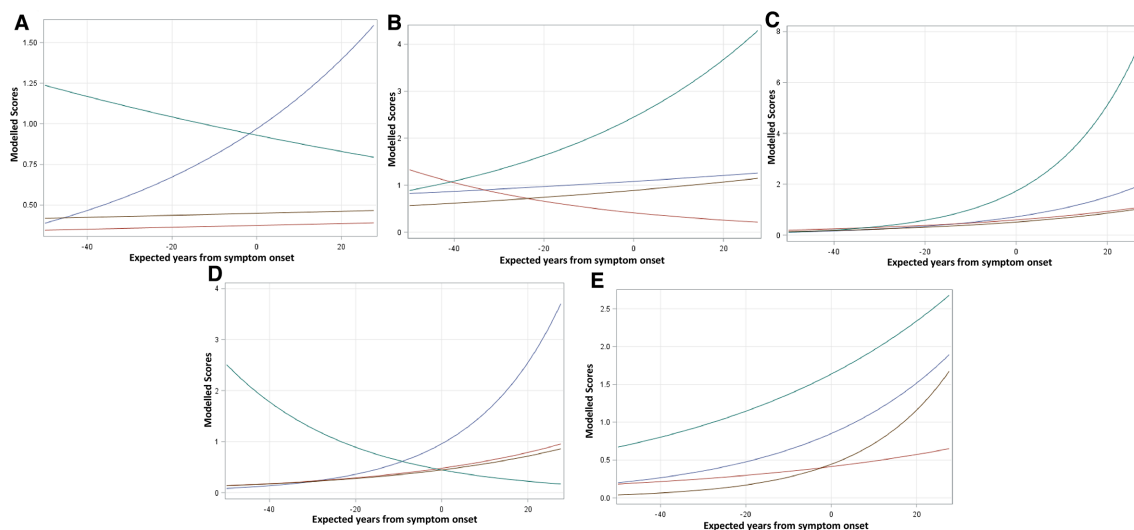 A
Modelled Scores
1.50
1.25
1.00
0.75
0.50
-40 -20 0 20
Expected years from symptom onset
B
Modelled Scores
4
3
2
1
0
-40 -20 0 20
Expected years from symptom onset
C
Modelled Scores
8
6
4
2
0
-40 -20 0 20
Expected years from symptom onset
D
Modelled Scores
4
3
2
1
0
-40 -20 0 20
Expected years from symptom onset
E
Modelled Scores
2.5
2.0
1.5
1.0
0.5
0.0
-40 -20 0 20
Expected years from symptom onset